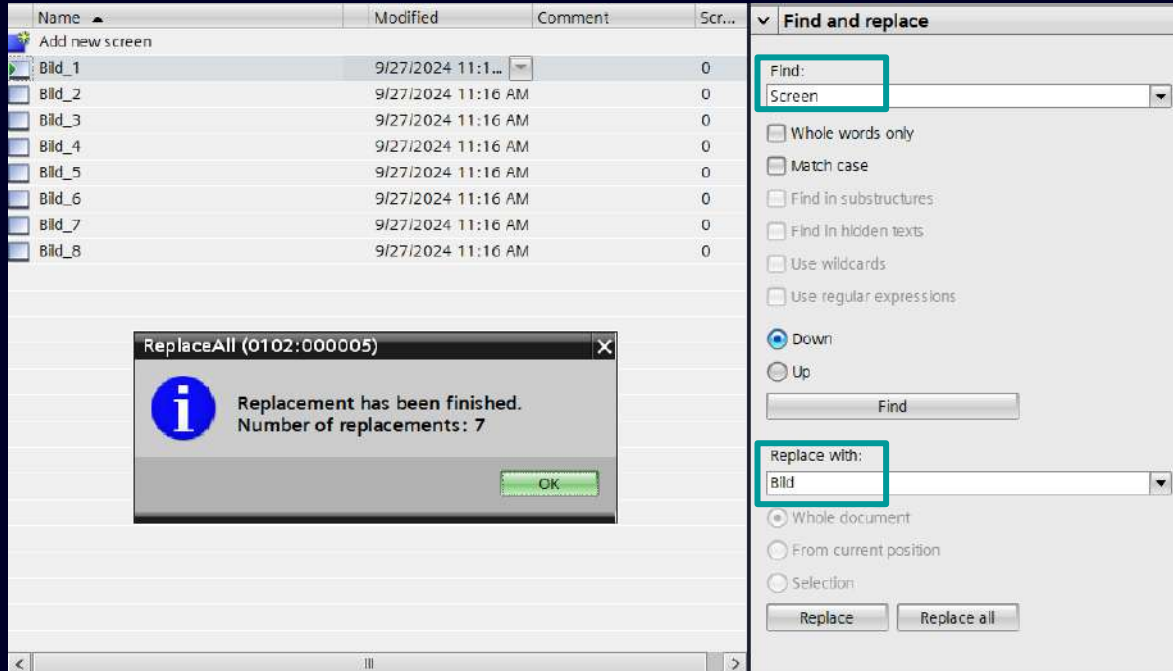 Name Modified Comment Scr...
Add new screen
Bild_1 9/27/2024 11:1... 0
Bild_2 9/27/2024 11:16 AM 0
Bild_3 9/27/2024 11:16 AM 0
Bild_4 9/27/2024 11:16 AM 0
Bild_5 9/27/2024 11:16 AM 0
Bild_6 9/27/2024 11:16 AM 0
Bild_7 9/27/2024 11:16 AM 0
Bild_8 9/27/2024 11:16 AM 0
ReplaceAll (0102:000005)
Replacement has been finished.
Number of replacements: 7
OK
Find and replace
Find:
Screen
Whole words only
Match case
Find in substructures
Find in hidden texts
Use wildcards
Use regular expressions
Down
Up
Find
Replace with:
Bild
Whole document
From current position
Selection
Replace Replace all